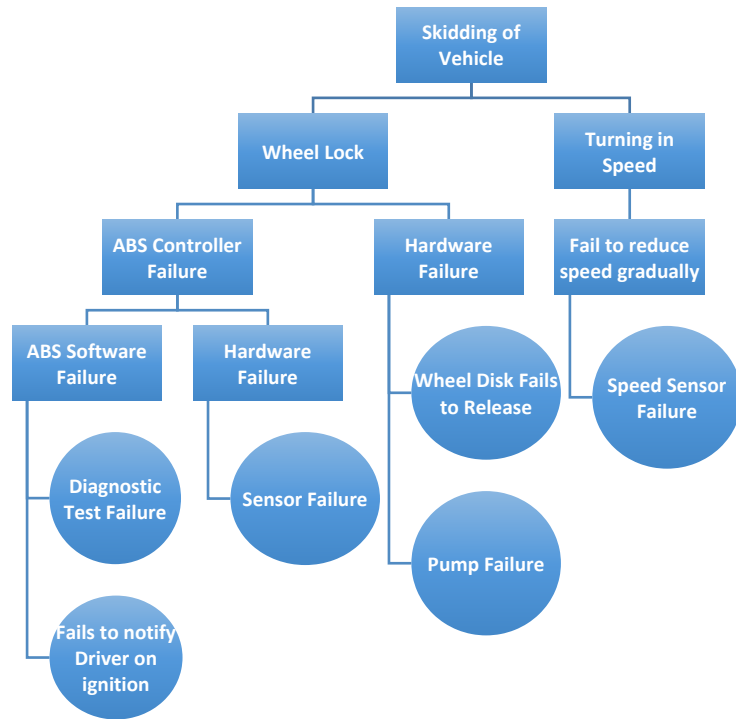 Skidding of
Vehicle
Wheel Lock
Turning in
Speed
ABS Controller
Failure
Hardware
Failure
Fail to reduce
speed gradually
ABS Software
Failure
Hardware
Failure
Wheel Disk Fails
to Release
Speed Sensor
Failure
Diagnostic
Test Failure
Sensor Failure
Pump Failure
Fails to notify
Driver on
ignition